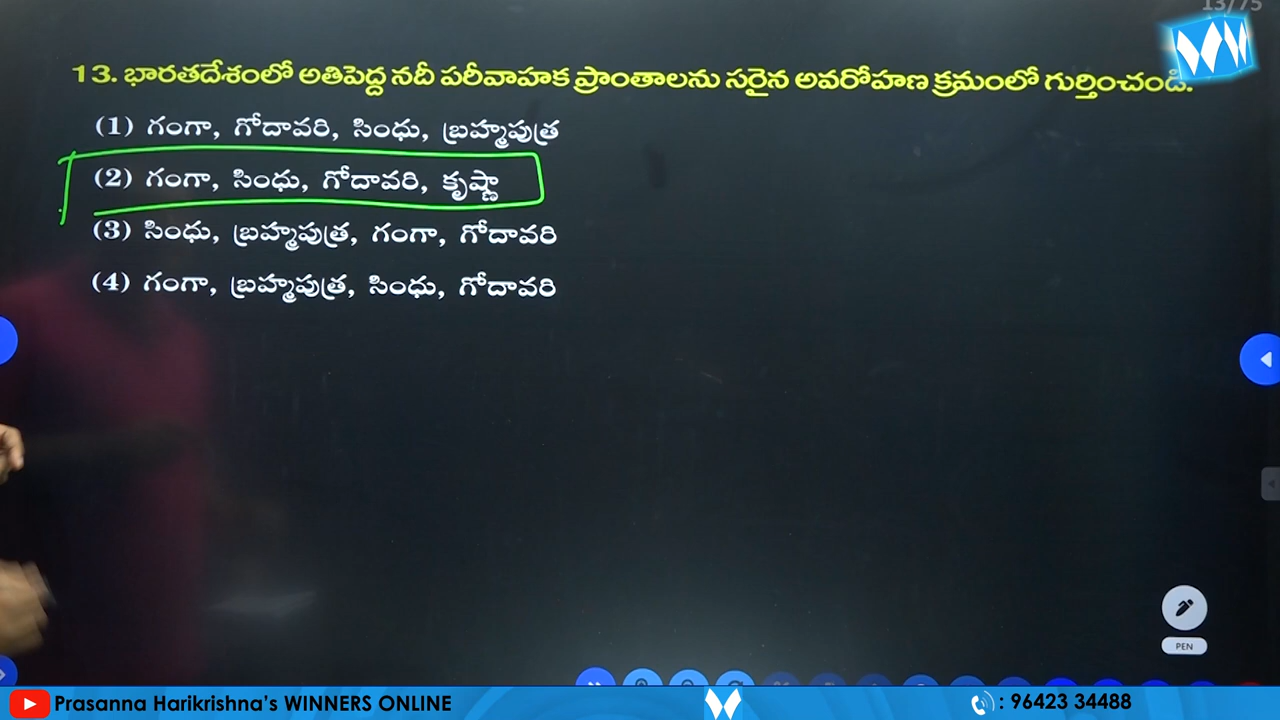 13/75
13. భారతదేశంలో అతిపెద్ద నదీ పరీవాహక ప్రాంతాలను సరైన అవరోహణ క్రమంలో గుర్తించండి.
(1) గంగా, గోదావరి, సింధు, బ్రహ్మపుత్ర
(2) గంగా, సింధు, గోదావరి, కృష్ణా
(3) సింధు, బ్రహ్మపుత్ర, గంగా, గోదావరి
(4) గంగా, బ్రహ్మపుత్ర, సింధు, గోదావరి
PEN
Prasanna Harikrishna's WINNERS ONLINE
: 96423 34488